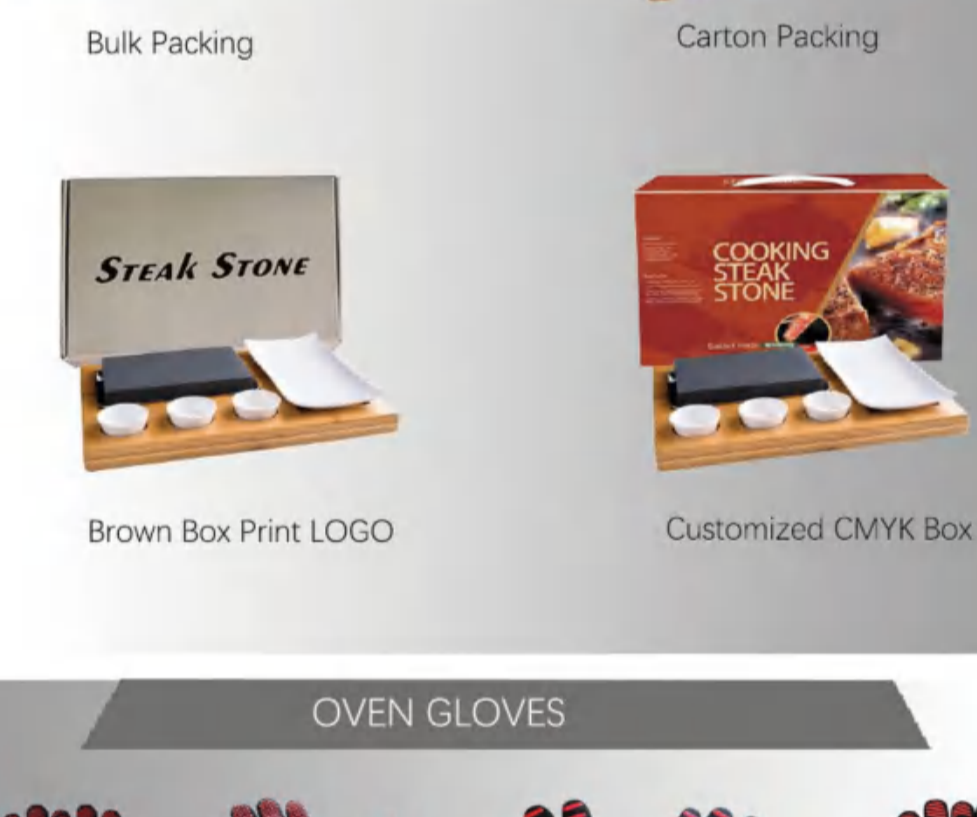 Bulk Packing
Carton Packing
STEAK STONE
COOKING
STEAK
STONE
Brown Box Print LOGO
Customized CMYK Box
OVEN GLOVES